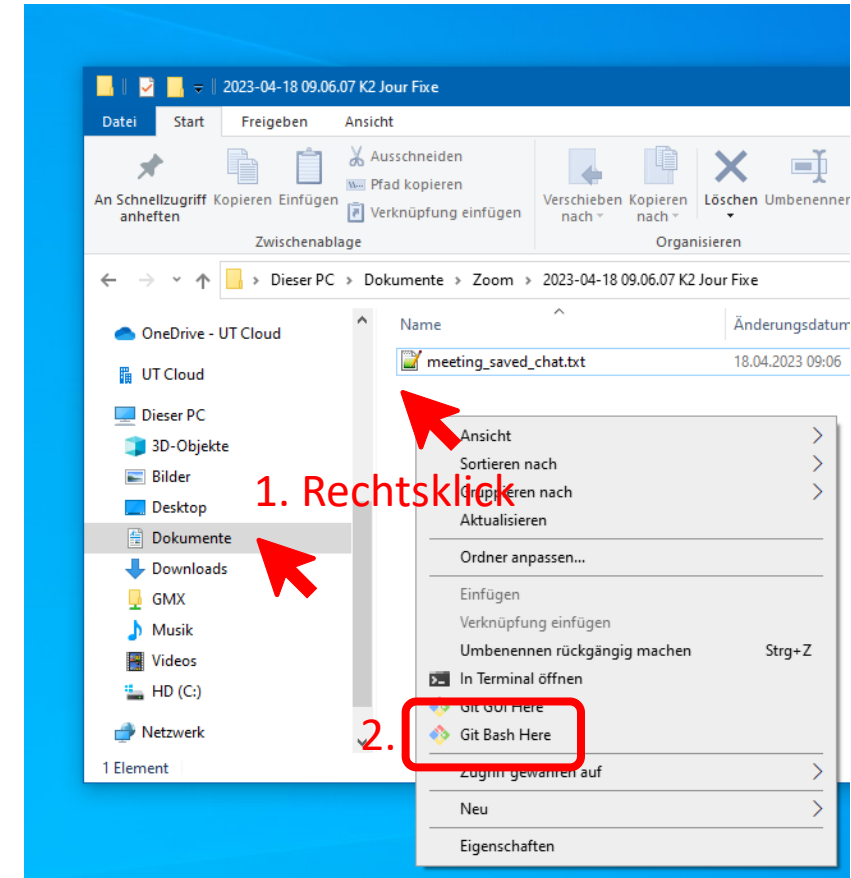 2023-04-18 09.06.07 K2 Jour Fixe
Datei Start Freigeben Ansicht
An Schnellzugriff anheften
Kopieren
Einfügen
Ausschneiden
Pfad kopieren
Verknüpfung einfügen
Verschieben nach
Kopieren nach
Löschen
Umbenennen
Zwischenablage
Organisieren
Dieser PC > Dokumente > Zoom > 2023-04-18 09.06.07 K2 Jour Fixe
Name Änderungsdatum
meeting_saved_chat.txt 18.04.2023 09:06
OneDrive - UT Cloud
UT Cloud
Dieser PC
3D-Objekte
Bilder
Desktop
Dokumente
Downloads
GMX
Musik
Videos
HD (C:)
Netzwerk
1 Element
1. Rechtsklick
2.
Ansicht
Sortieren nach
Gruppieren nach
Aktualisieren
Ordner anpassen...
Einfügen
Verknüpfung einfügen
Umbenennen rückgängig machen Strg+Z
In Terminal öffnen
Git GUI Here
Git Bash Here
Zugriff gewähren auf
Neu
Eigenschaften